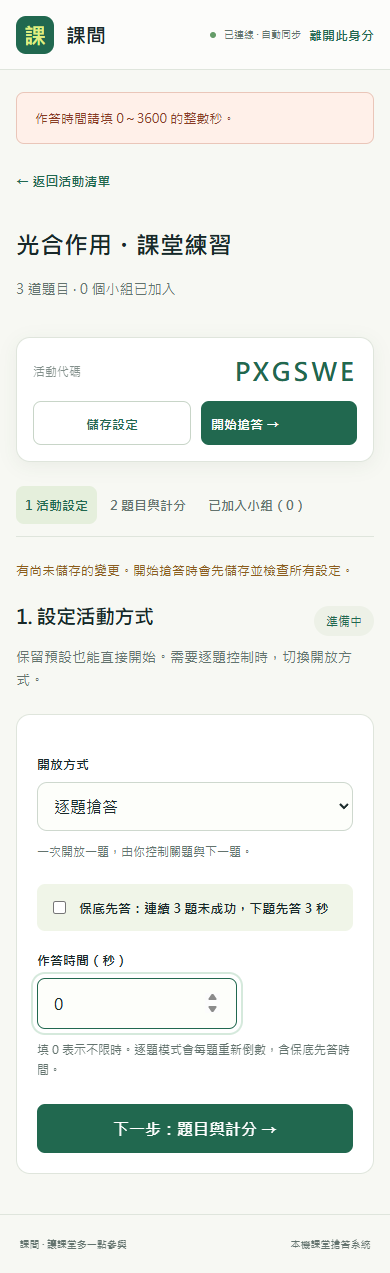 課 課間 已連線·自動同步 離開此身分
作答時間請填 0～3600 的整數秒。
← 返回活動清單
光合作用·課堂練習
3 道題目·0 個小組已加入
活動代碼 PXGSWE
儲存設定 開始搶答 →
1 活動設定 2 題目與計分 已加入小組（0）
有尚未儲存的變更。開始搶答時會先儲存並檢查所有設定。
1. 設定活動方式 準備中
保留預設也能直接開始。需要逐題控制時，切換開放方
式。
開放方式
逐題搶答
一次開放一題，由你控制關題與下一題。
保底先答：連續 3 題未成功，下題先答 3 秒
作答時間（秒）
0
填 0 表示不限時。逐題模式會每題重新倒數，含保底先答時
間。
下一步：題目與計分 →
課間·讓課堂多一點參與 本機課堂搶答系統